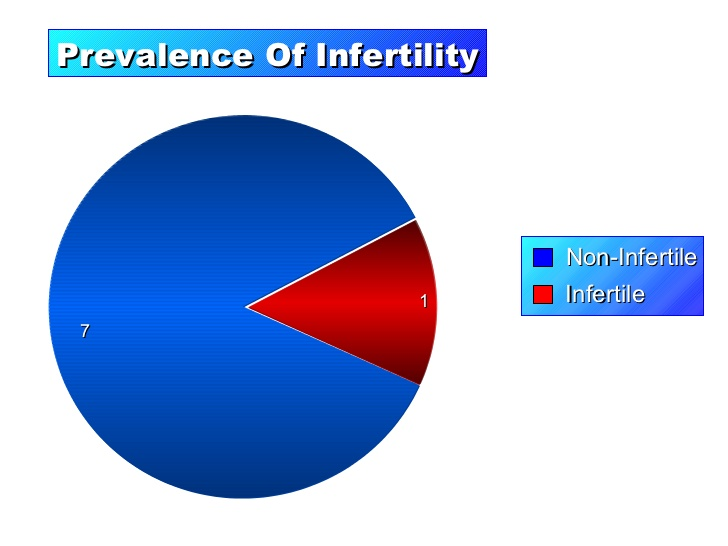 Prevalence Of Infertility
1
7
Non-Infertile
Infertile